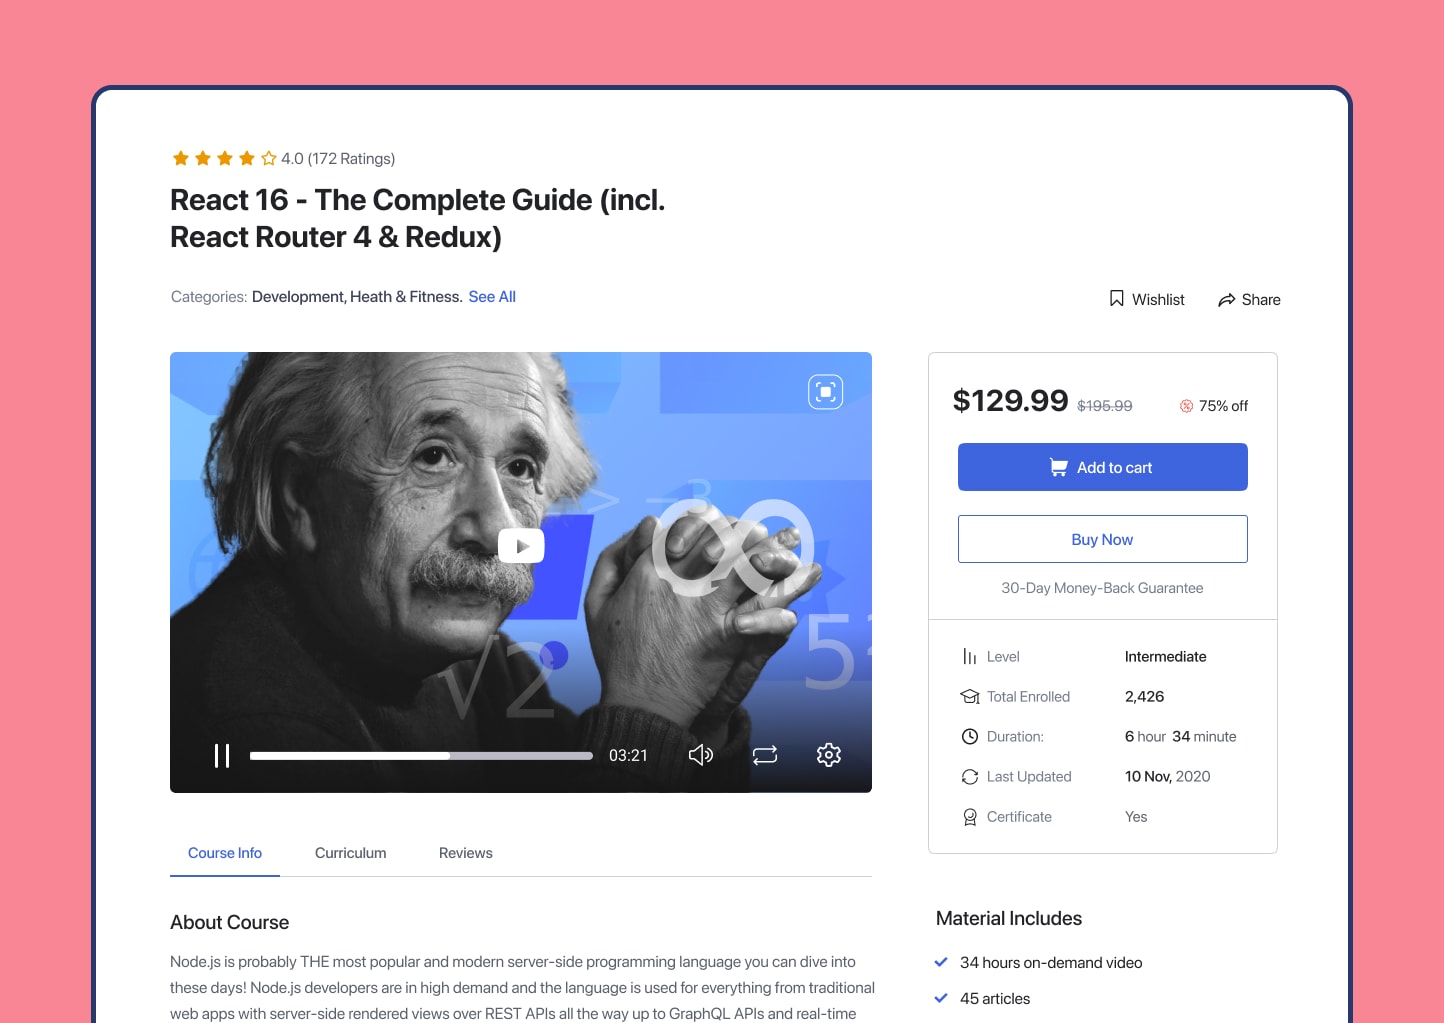 4.0 (172 Ratings)
React 16 - The Complete Guide (incl.
React Router 4 & Redux)
Categories: Development, Heath & Fitness. See All
Wishlist
Share
> −3
∞
√2
5²
03:21
$129.99 $195.99 75% off
Add to cart
Buy Now
30-Day Money-Back Guarantee
Level Intermediate
Total Enrolled 2,426
Duration: 6 hour 34 minute
Last Updated 10 Nov, 2020
Certificate Yes
Course Info Curriculum Reviews
About Course
Node.js is probably THE most popular and modern server-side programming language you can dive into
these days! Node.js developers are in high demand and the language is used for everything from traditional
web apps with server-side rendered views over REST APIs all the way up to GraphQL APIs and real-time
Material Includes
34 hours on-demand video
45 articles